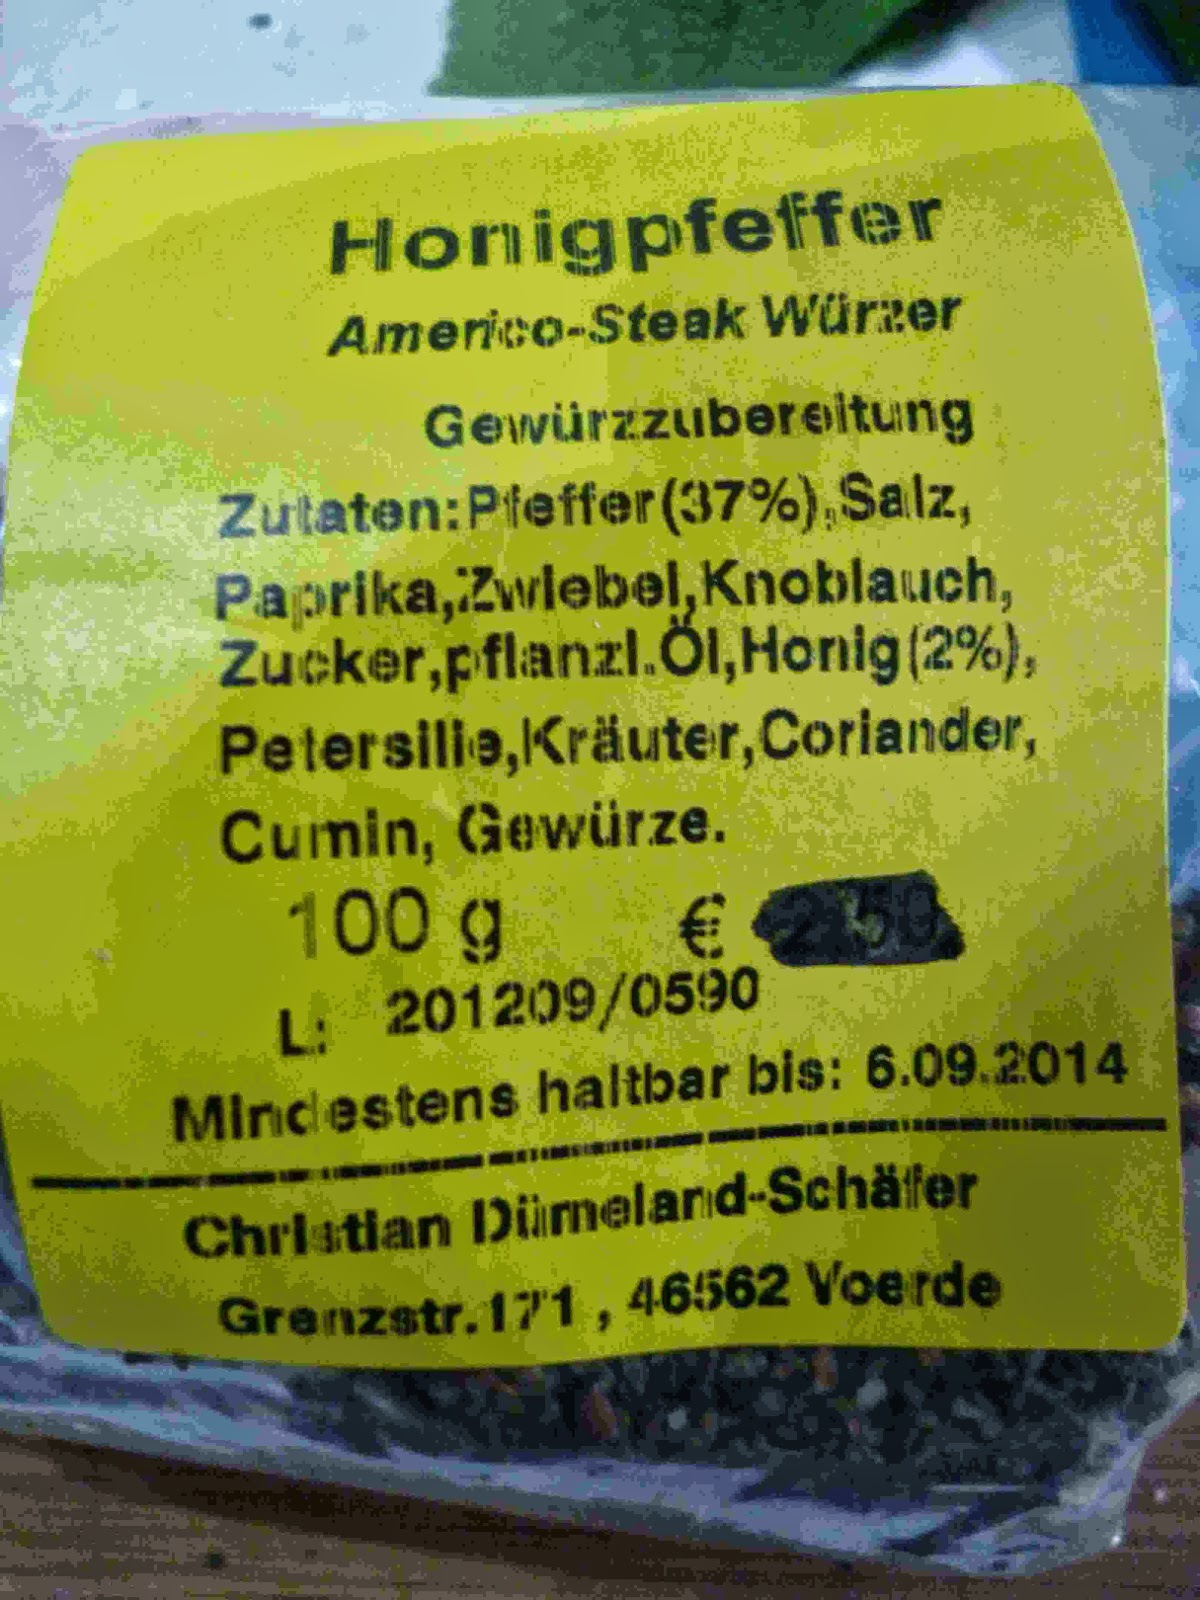 Honigpfeffer
Americo-Steak Würzer
Gewürzzubereitung
Zutaten:Pfeffer(37%),Salz,
Paprika,Zwiebel,Knoblauch,
Zucker,pflanzl.Öl,Honig(2%),
Petersilie,Kräuter,Coriander,
Cumin, Gewürze.
100 g € 2.50
L: 201209/0590
Mindestens haltbar bis: 6.09.2014
Christian Dümeland-Schäfer
Grenzstr.171 , 46562 Voerde